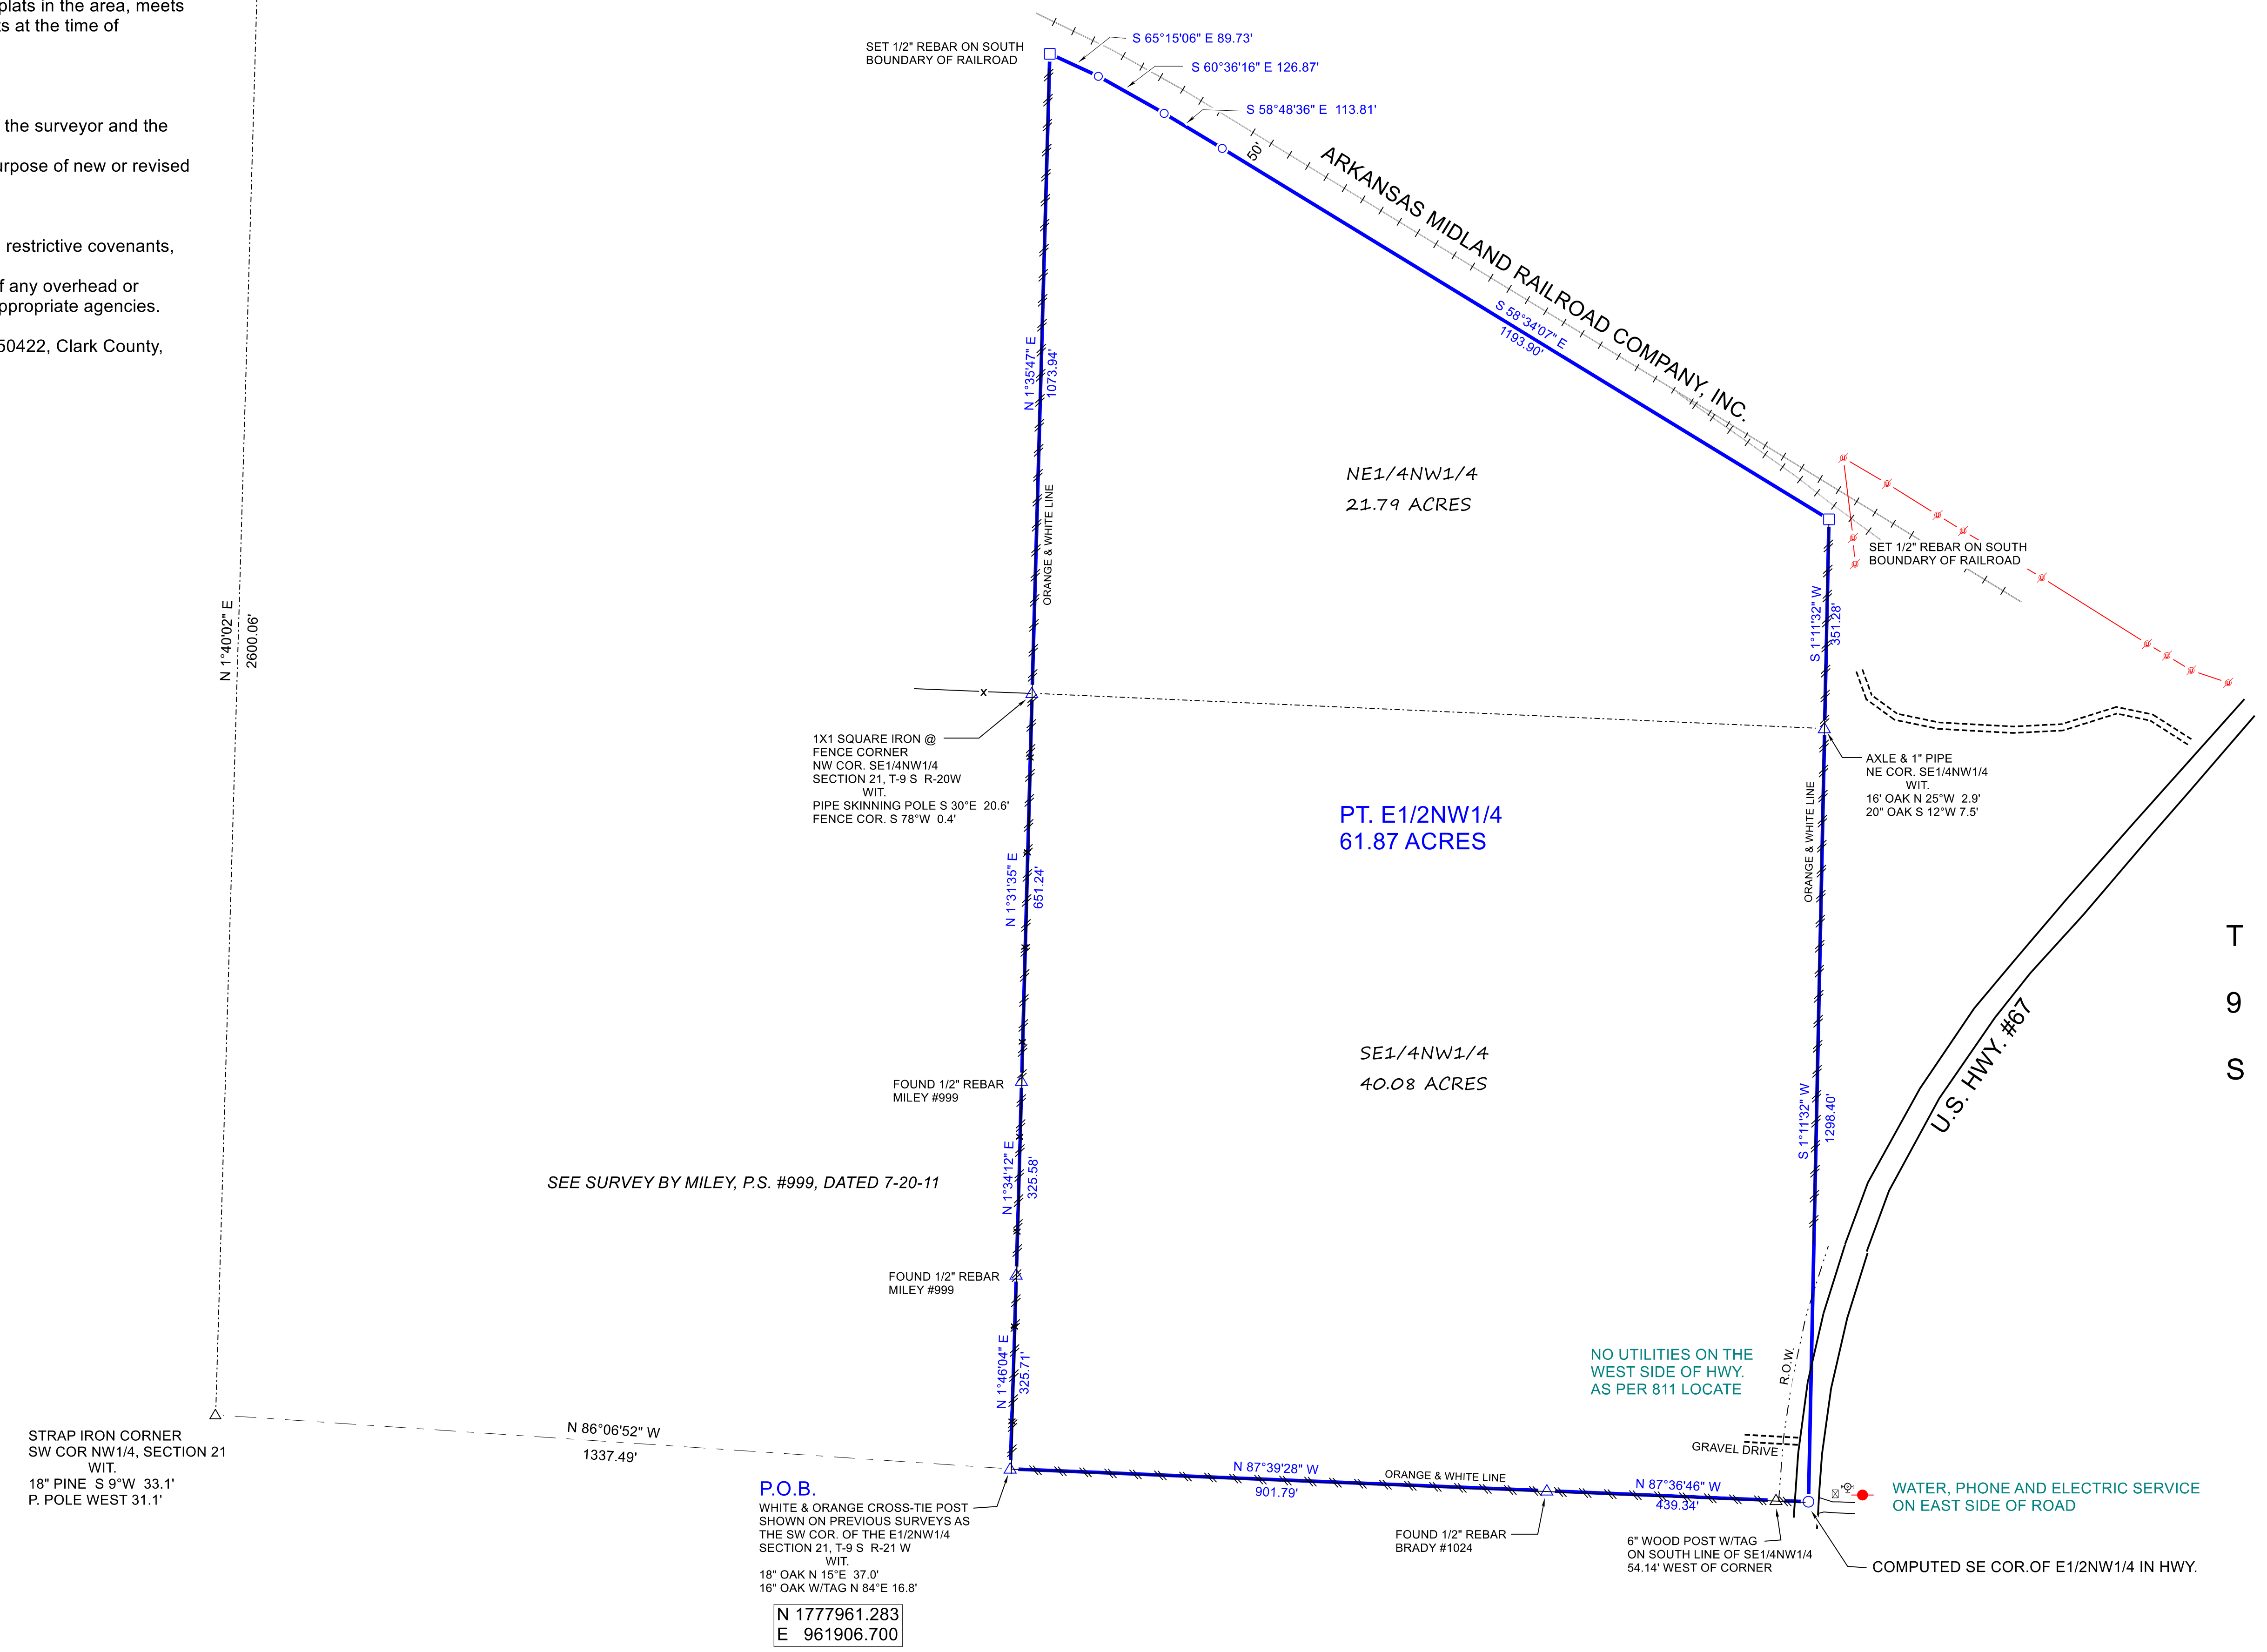 plats in the area, meets
ts at the time of
the surveyor and the
urpose of new or revised
restrictive covenants,
f any overhead or
ppropriate agencies.
50422, Clark County,
SET 1/2" REBAR ON SOUTH
BOUNDARY OF RAILROAD
S 65°15'06" E 89.73'
S 60°36'16" E 126.87'
S 58°48'36" E 113.81'
50'
ARKANSAS MIDLAND RAILROAD COMPANY, INC.
S 58°34'07" E
1193.90'
N 1°35'47" E
1073.94'
ORANGE & WHITE LINE
NE1/4NW1/4
21.79 ACRES
SET 1/2" REBAR ON SOUTH
BOUNDARY OF RAILROAD
S 1°11'32" W
351.28'
N 1°40'02" E
2600.06'
x
1X1 SQUARE IRON @
FENCE CORNER
NW COR. SE1/4NW1/4
SECTION 21, T-9 S R-20W
WIT.
PIPE SKINNING POLE S 30°E 20.6'
FENCE COR. S 78°W 0.4'
AXLE & 1" PIPE
NE COR. SE1/4NW1/4
WIT.
16' OAK N 25°W 2.9'
20" OAK S 12°W 7.5'
PT. E1/2NW1/4
61.87 ACRES
ORANGE & WHITE LINE
N 1°31'35" E
651.24'
T
9
S
U.S. HWY. #67
SE1/4NW1/4
40.08 ACRES
FOUND 1/2" REBAR
MILEY #999
S 1°11'32" W
1298.40'
N 1°34'12" E
325.58'
SEE SURVEY BY MILEY, P.S. #999, DATED 7-20-11
FOUND 1/2" REBAR
MILEY #999
N 1°46'04" E
325.71'
NO UTILITIES ON THE
WEST SIDE OF HWY.
AS PER 811 LOCATE
R.O.W.
GRAVEL DRIVE
STRAP IRON CORNER
SW COR NW1/4, SECTION 21
WIT.
18" PINE S 9°W 33.1'
P. POLE WEST 31.1'
N 86°06'52" W
1337.49'
P.O.B.
WHITE & ORANGE CROSS-TIE POST
SHOWN ON PREVIOUS SURVEYS AS
THE SW COR. OF THE E1/2NW1/4
SECTION 21, T-9 S R-21 W
WIT.
18" OAK N 15°E 37.0'
16" OAK W/TAG N 84°E 16.8'
N 1777961.283
E 961906.700
N 87°39'28" W
901.79'
ORANGE & WHITE LINE
N 87°36'46" W
439.34'
FOUND 1/2" REBAR
BRADY #1024
6" WOOD POST W/TAG
ON SOUTH LINE OF SE1/4NW1/4
54.14' WEST OF CORNER
WATER, PHONE AND ELECTRIC SERVICE
ON EAST SIDE OF ROAD
COMPUTED SE COR.OF E1/2NW1/4 IN HWY.